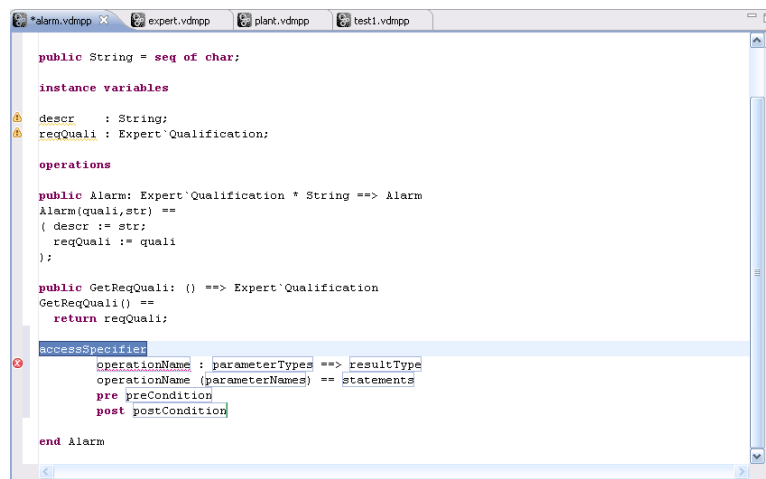 *alarm.vdmpp expert.vdmpp plant.vdmpp test1.vdmpp
public String = seq of char;
instance variables
descr : String;
reqQuali : Expert`Qualification;
operations
public Alarm: Expert`Qualification * String ==> Alarm
Alarm(quali,str) ==
( descr := str;
reqQuali := quali
);
public GetReqQuali: () ==> Expert`Qualification
GetReqQuali() ==
return reqQuali;
accessSpecifier
operationName : parameterTypes ==> resultType
operationName (parameterNames) == statements
pre preCondition
post postCondition
end Alarm